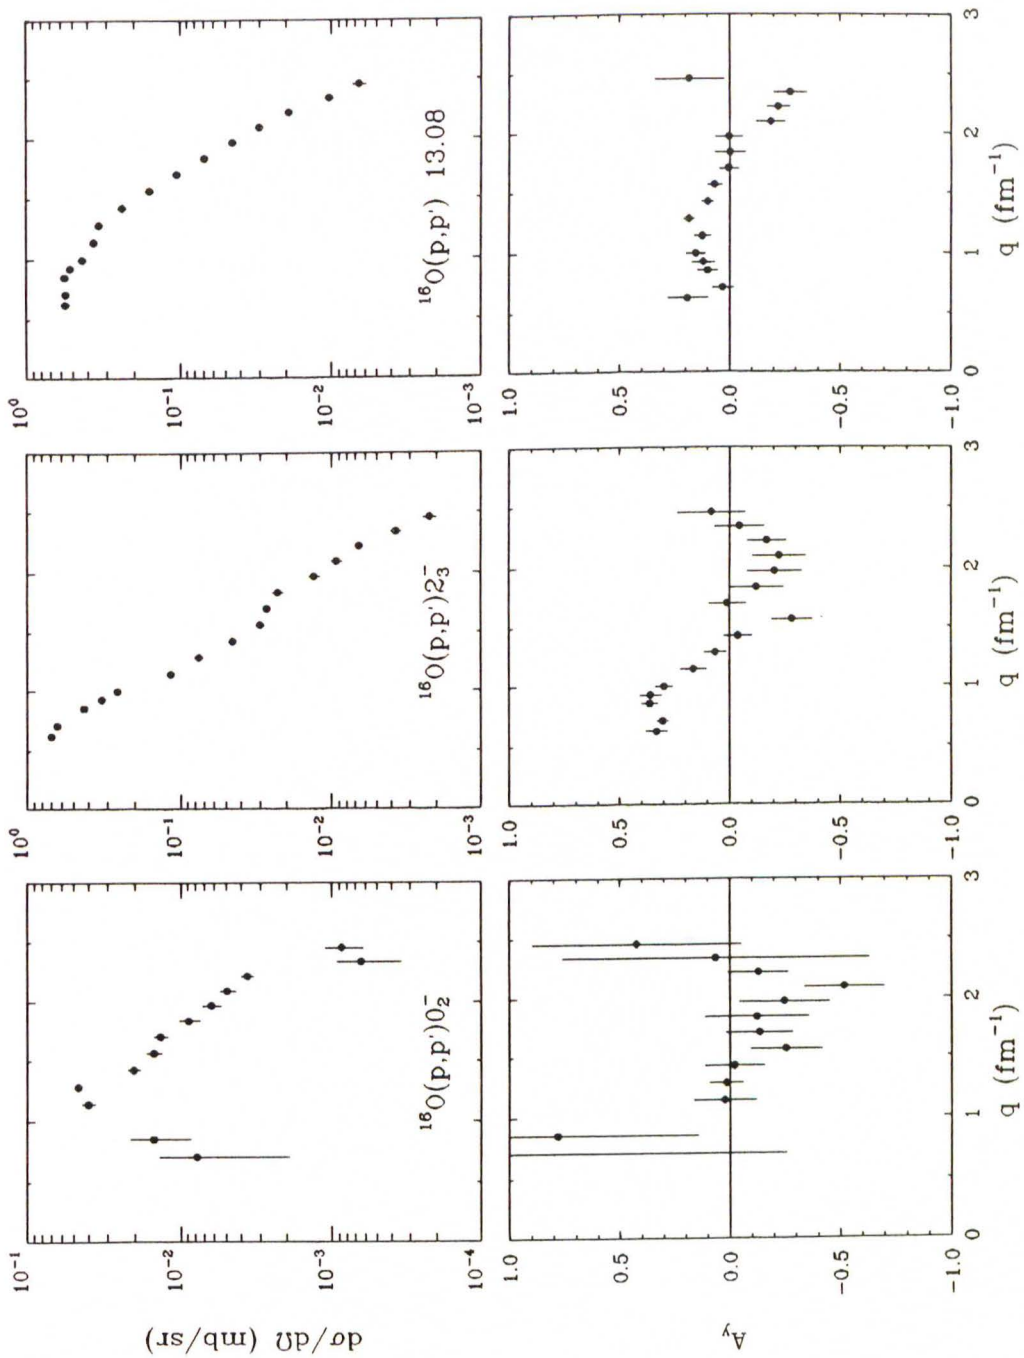 dσ/dΩ (mb/sr)
10⁻¹
10⁻²
10⁻³
10⁻⁴
¹⁶O(p,p')0₂⁻
10⁰
10⁻¹
10⁻²
10⁻³
¹⁶O(p,p')2₃⁻
10⁰
10⁻¹
10⁻²
10⁻³
¹⁶O(p,p') 13.08
A_y
1.0
0.5
0.0
−0.5
−1.0
0 1 2 3
q (fm⁻¹)
1.0
0.5
0.0
−0.5
−1.0
0 1 2 3
q (fm⁻¹)
1.0
0.5
0.0
−0.5
−1.0
0 1 2 3
q (fm⁻¹)